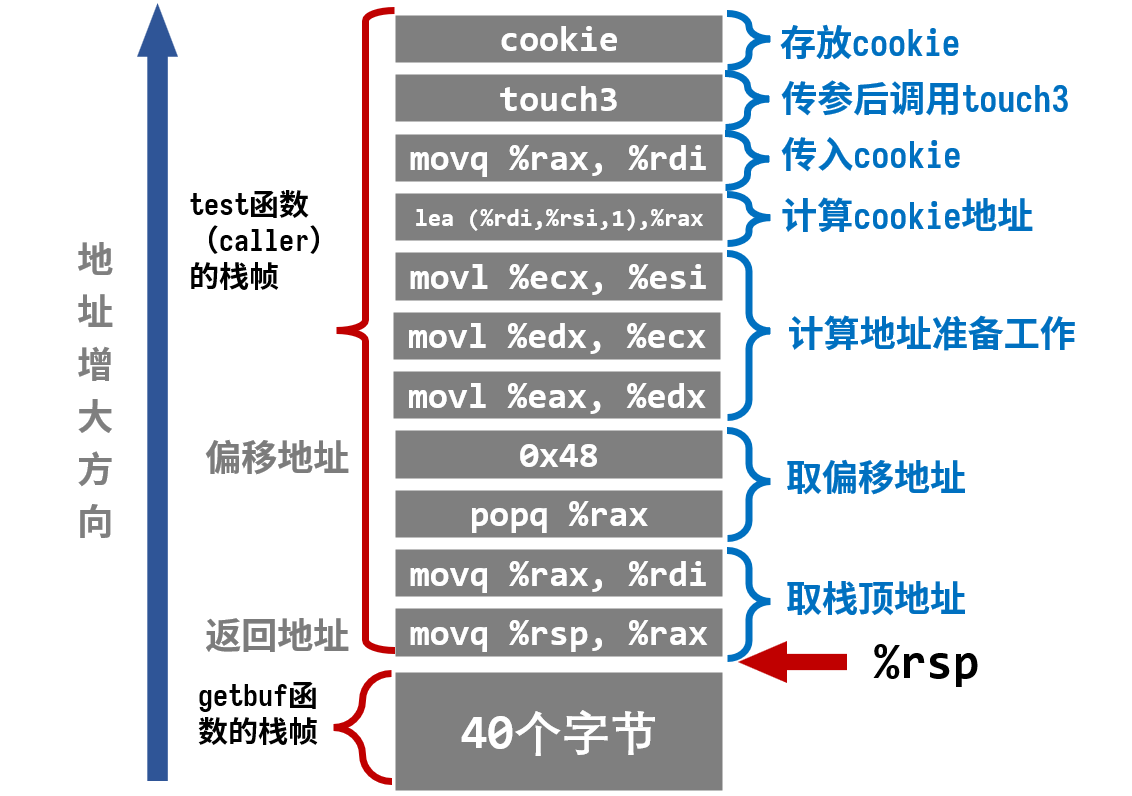 cookie
存放cookie
touch3
传参后调用touch3
movq %rax, %rdi
传入cookie
test函数
（caller）
的栈帧
lea (%rdi,%rsi,1),%rax
计算cookie地址
movl %ecx, %esi
movl %edx, %ecx
movl %eax, %edx
计算地址准备工作
地址增大方向
偏移地址
0x48
popq %rax
取偏移地址
movq %rax, %rdi
返回地址
movq %rsp, %rax
取栈顶地址
%rsp
getbuf函
数的栈帧
40个字节